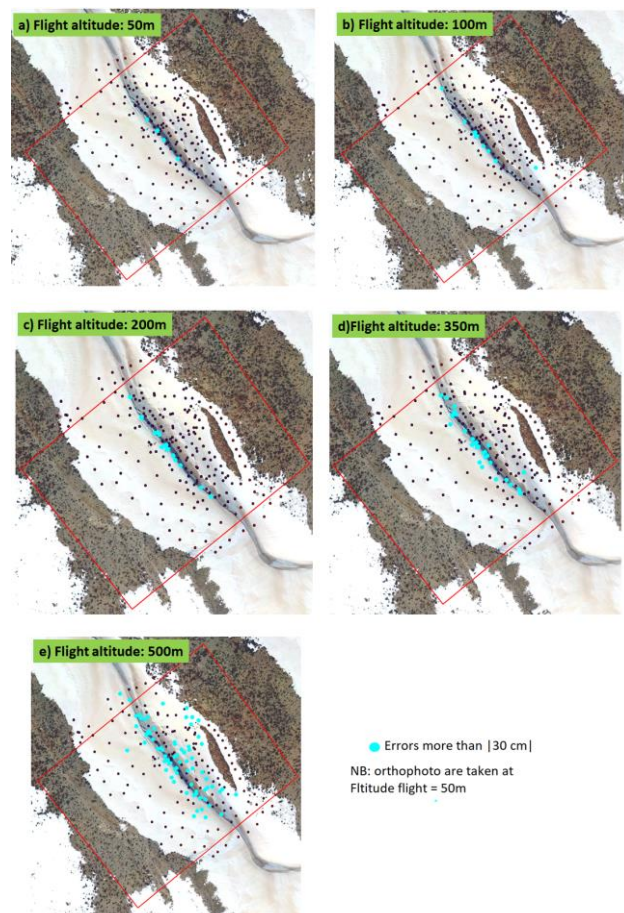 a) Flight altitude: 50m
b) Flight altitude: 100m
c) Flight altitude: 200m
d)Flight altitude: 350m
e) Flight altitude: 500m
Errors more than |30 cm|
NB: orthophoto are taken at
Fltitude flight = 50m